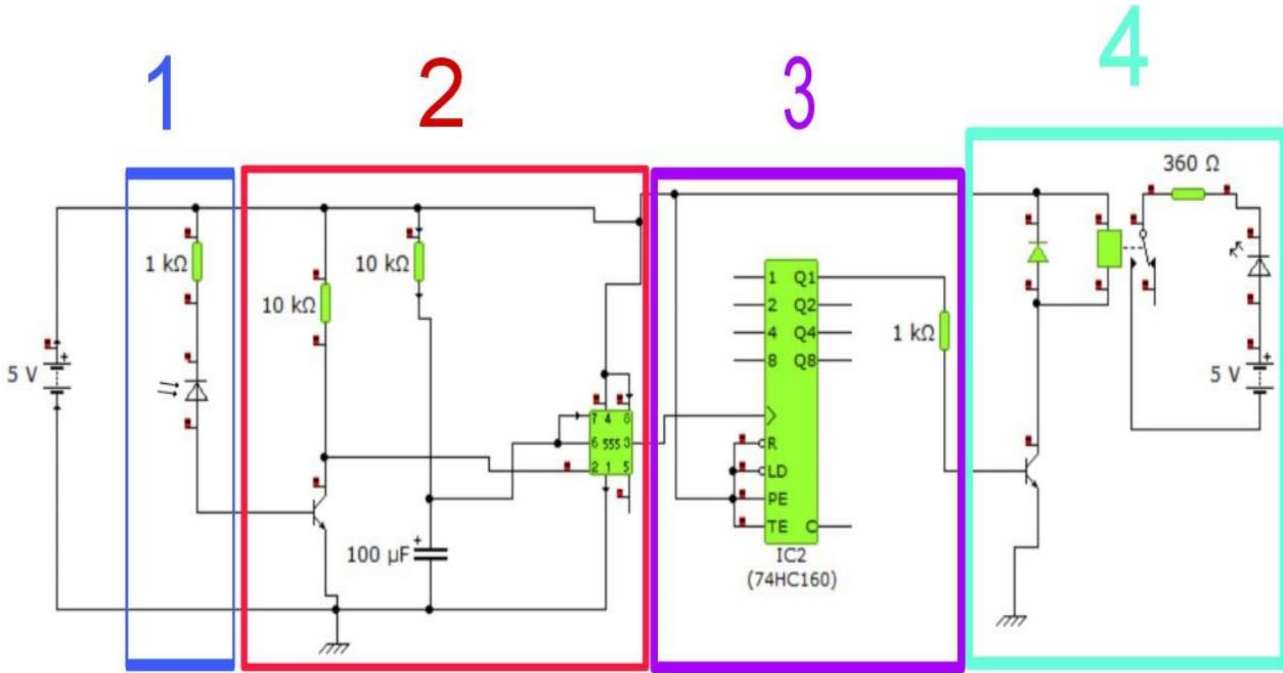 1
2
3
4
360 Ω
1 kΩ
10 kΩ
10 kΩ
5 V
+
1 Q1
2 Q2
4 Q4
8 Q8
1 kΩ
+
5 V
7 4 8
6 555 3
2 1 5
R
LD
PE
TE C
100 µF
+
IC2
(74HC160)